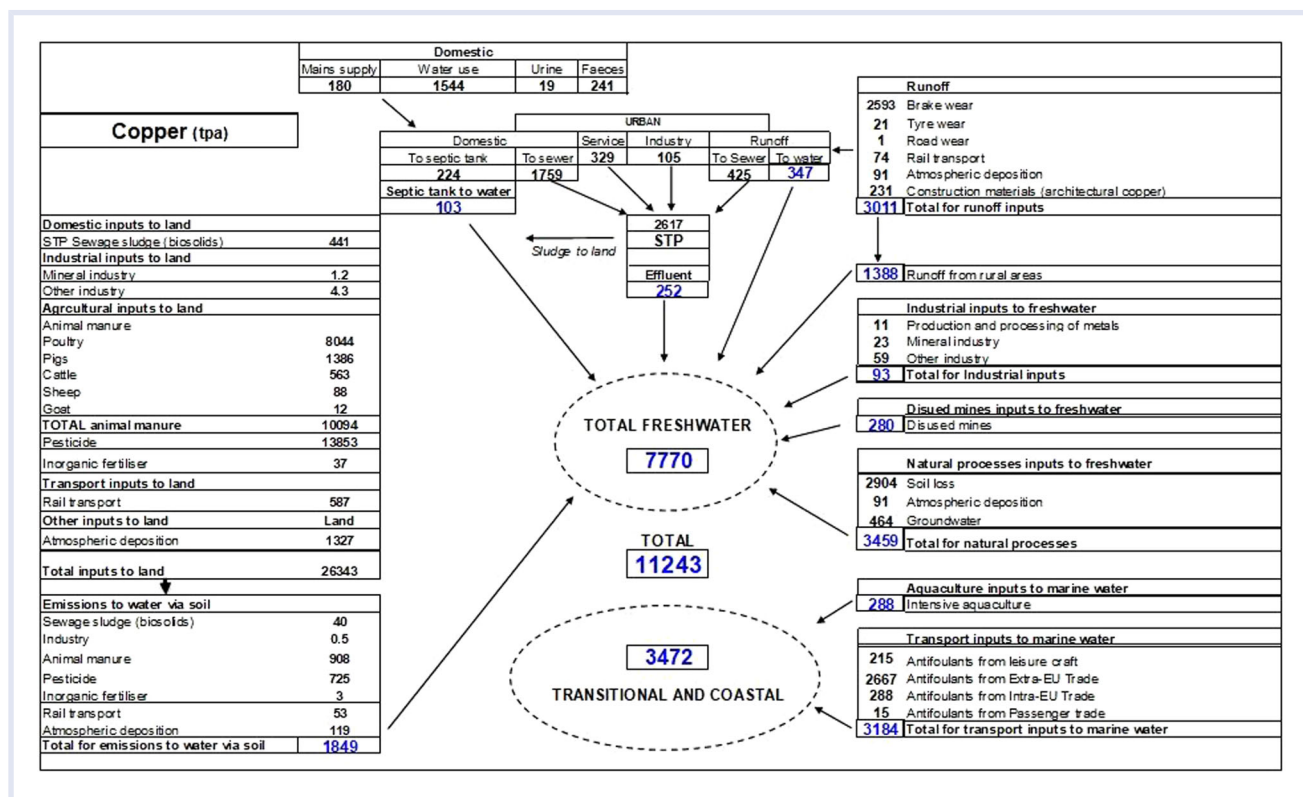 Domestic
Mains supply Water use Urine Faeces
180 1544 19 241
Copper (tpa)
URBAN
Domestic Service Industry Runoff
To septic tank To sewer 329 105 To Sewer To water
224 1759 425 347
Septic tank to water
103
2617
STP
Sludge to land
Effluent
252
Runoff
2593 Brake wear
21 Tyre wear
1 Road wear
74 Rail transport
91 Atmospheric deposition
231 Construction materials (architectural copper)
3011 Total for runoff inputs
1388 Runoff from rural areas
Industrial inputs to freshwater
11 Production and processing of metals
23 Mineral industry
59 Other industry
93 Total for Industrial inputs
Disued mines inputs to freshwater
280 Disused mines
Natural processes inputs to freshwater
2904 Soil loss
91 Atmospheric deposition
464 Groundwater
3459 Total for natural processes
Aquaculture inputs to marine water
288 Intensive aquaculture
Transport inputs to marine water
215 Antifoulants from leisure craft
2667 Antifoulants from Extra-EU Trade
288 Antifoulants from Intra-EU Trade
15 Antifoulants from Passenger trade
3184 Total for transport inputs to marine water
Domestic inputs to land
STP Sewage sludge (biosolids) 441
Industrial inputs to land
Mineral industry 1.2
Other industry 4.3
Agrcultural inputs to land
Animal manure
Poultry 8044
Pigs 1386
Cattle 563
Sheep 88
Goat 12
TOTAL animal manure 10094
Pesticide 13853
Inorganic fertiliser 37
Transport inputs to land
Rail transport 587
Other inputs to land Land
Atmospheric deposition 1327
Total inputs to land 26343
Emissions to water via soil
Sewage sludge (biosolids) 40
Industry 0.5
Animal manure 908
Pesticide 725
Inorganic fertiliser 3
Rail transport 53
Atmospheric deposition 119
Total for emissions to water via soil 1849
TOTAL FRESHWATER
7770
TOTAL
11243
3472
TRANSITIONAL AND COASTAL